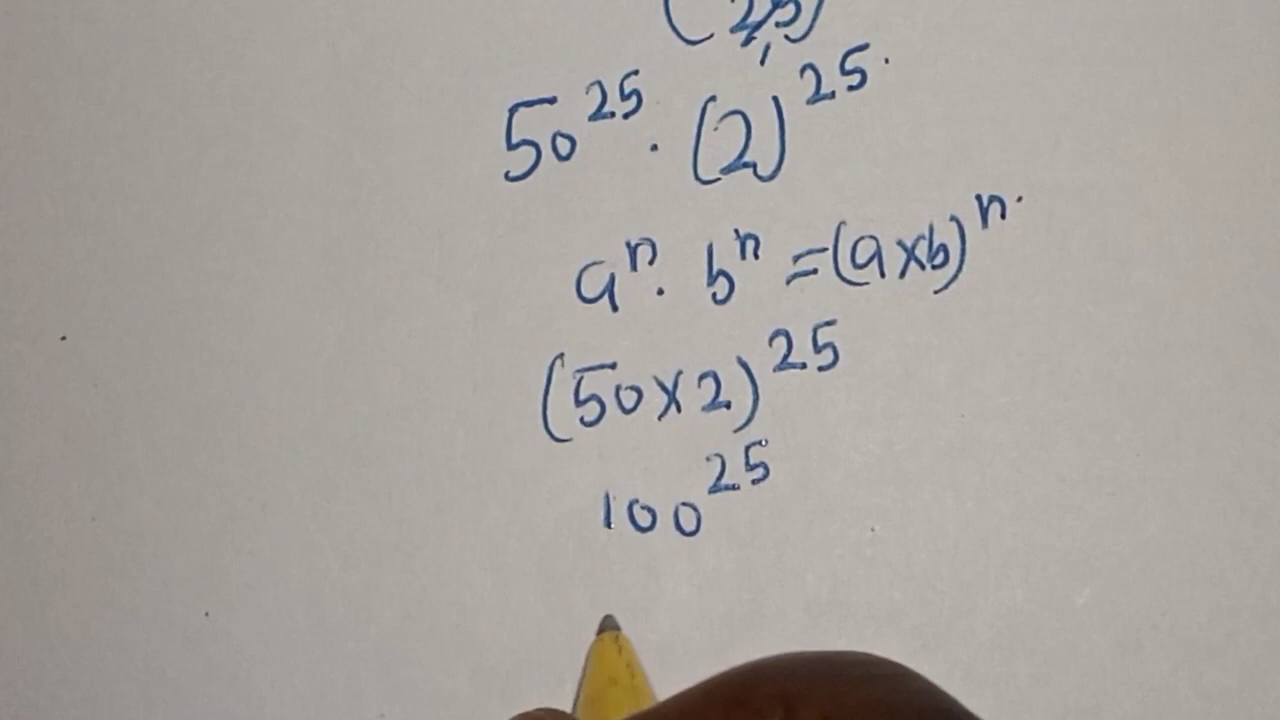 50^25 · (2)^25.
a^n · b^n = (a×b)^n.
(50×2)^25
100^25